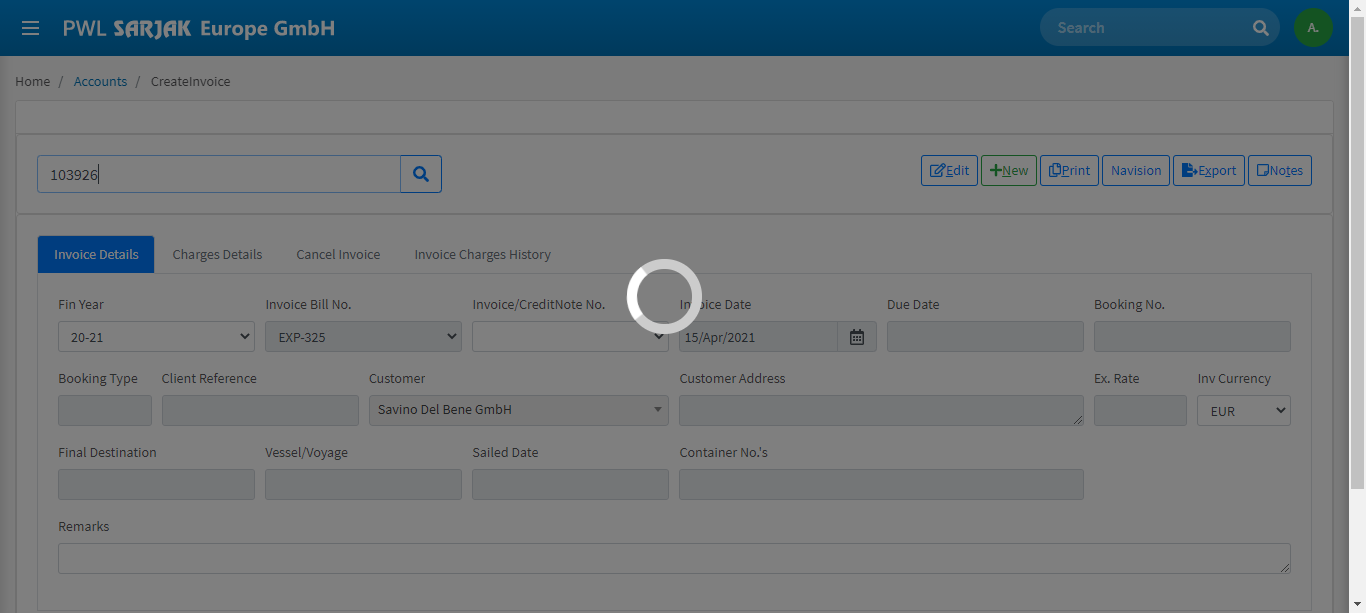 PWL SARJAK Europe GmbH
Search
A.
Home / Accounts / CreateInvoice
103926
Edit
New
Print
Navision
Export
Notes
Invoice Details
Charges Details
Cancel Invoice
Invoice Charges History
Fin Year
Invoice Bill No.
Invoice/CreditNote No.
Invoice Date
Due Date
Booking No.
20-21
EXP-325
15/Apr/2021
Booking Type
Client Reference
Customer
Customer Address
Ex. Rate
Inv Currency
Savino Del Bene GmbH
EUR
Final Destination
Vessel/Voyage
Sailed Date
Container No.'s
Remarks